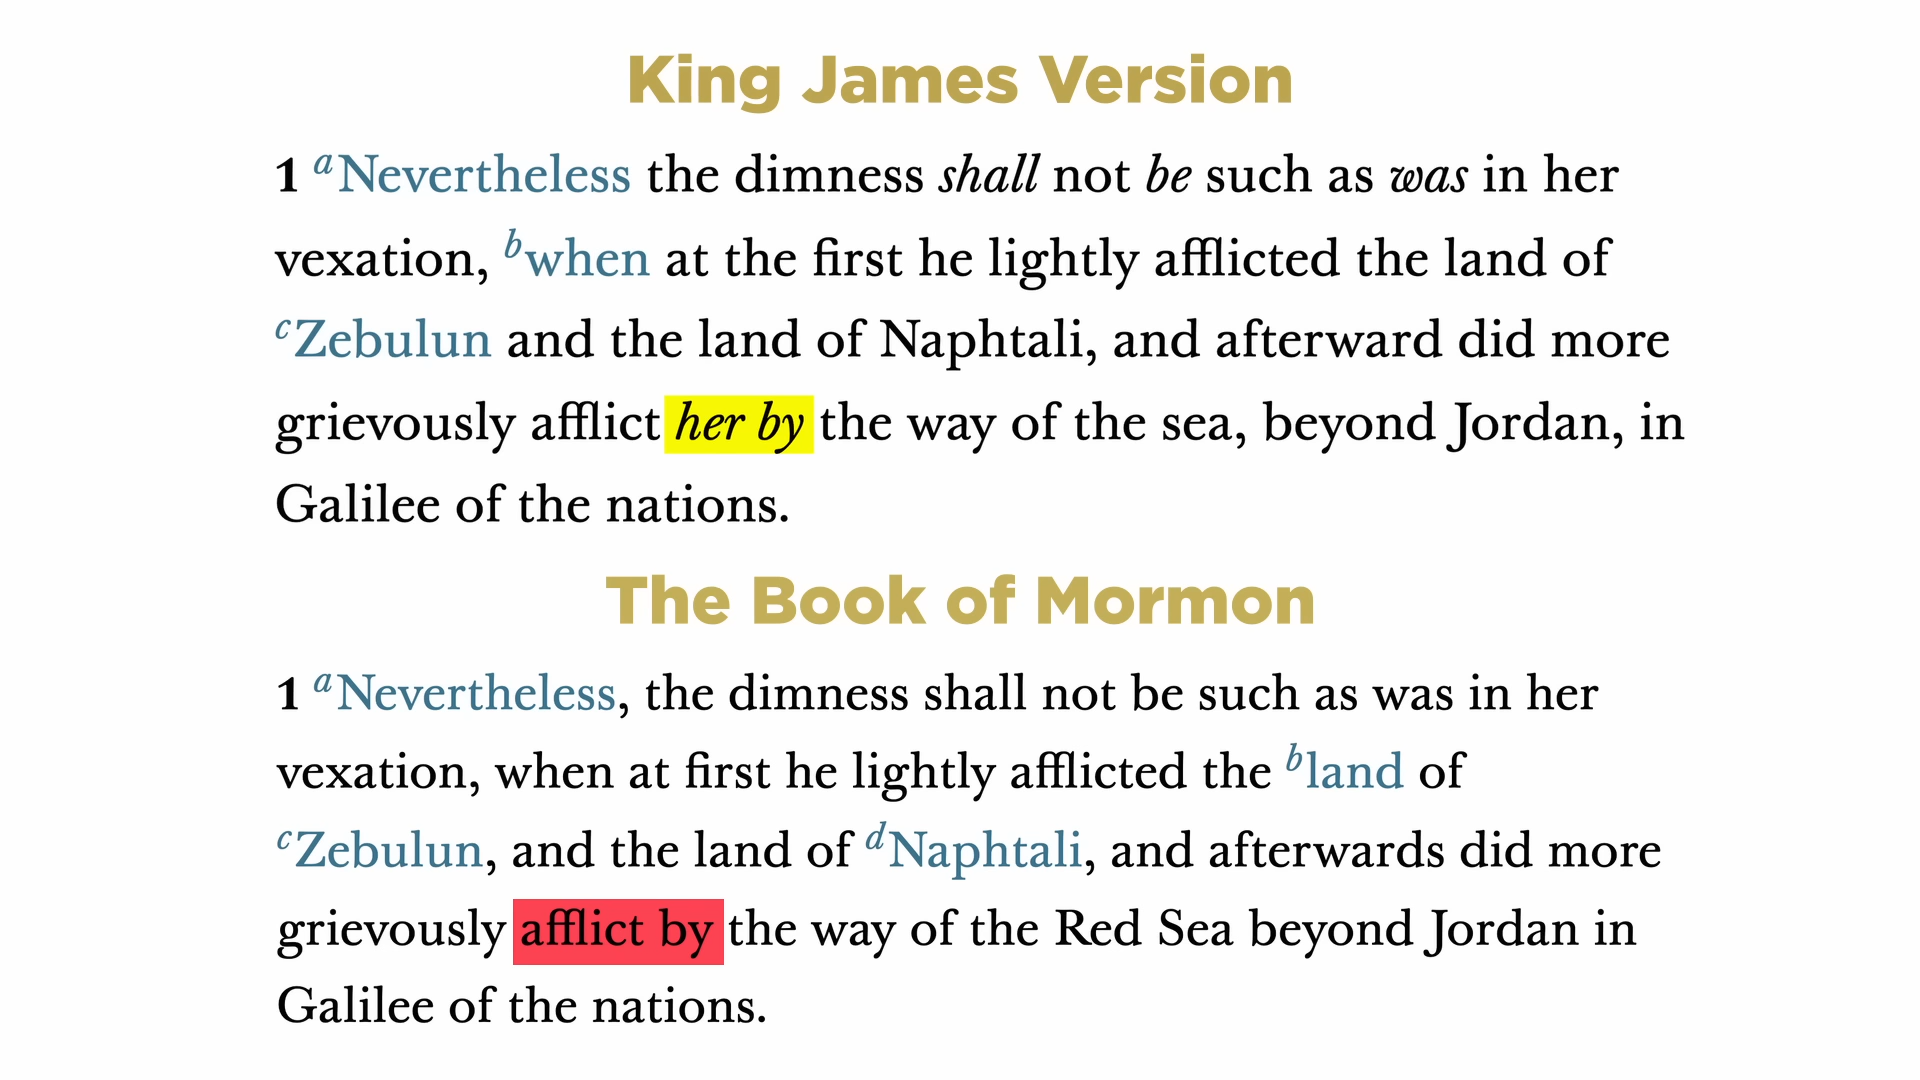 King James Version
1 aNevertheless the dimness shall not be such as was in her
vexation, bwhen at the first he lightly afflicted the land of
cZebulun and the land of Naphtali, and afterward did more
grievously afflict her by the way of the sea, beyond Jordan, in
Galilee of the nations.
The Book of Mormon
1 aNevertheless, the dimness shall not be such as was in her
vexation, when at first he lightly afflicted the bland of
cZebulun, and the land of dNaphtali, and afterwards did more
grievously afflict by the way of the Red Sea beyond Jordan in
Galilee of the nations.